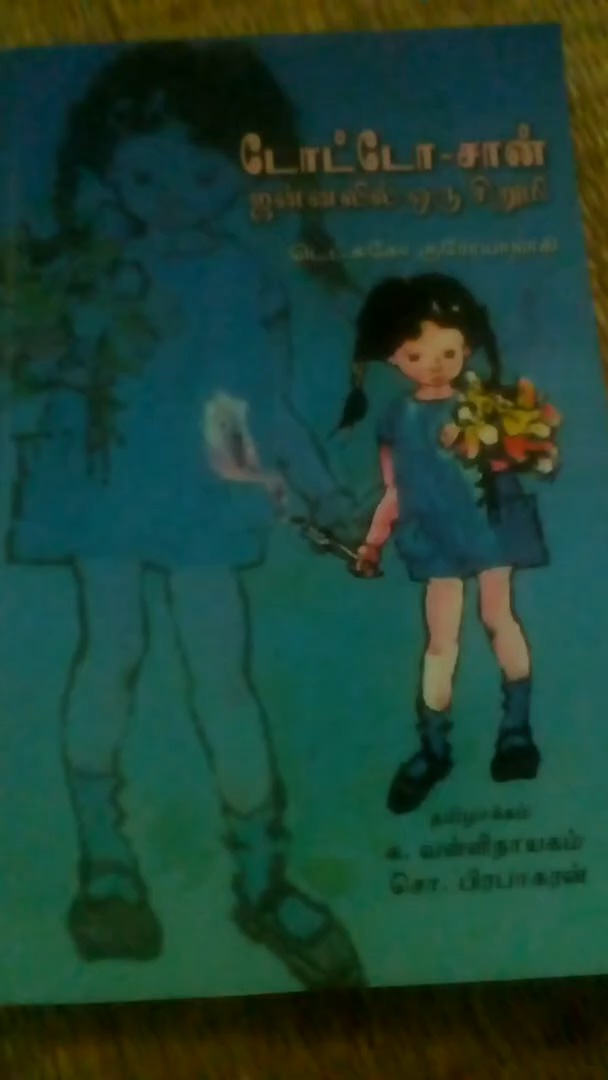 டோட்டோ-சான்
ஜன்னலில் ஒரு சிறுமி
டெட்சுகோ குரோயாநாகி
தமிழாக்கம்
சு. வள்ளிநாயகம்
சொ. பிரபாகரன்